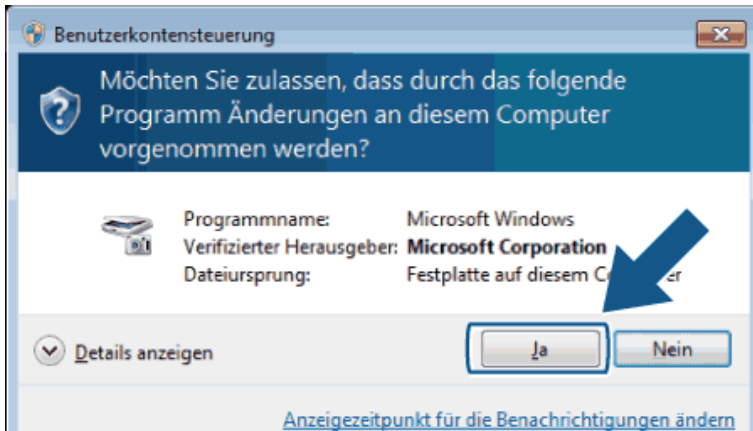 Benutzerkontensteuerung
Möchten Sie zulassen, dass durch das folgende
Programm Änderungen an diesem Computer
vorgenommen werden?
Programmname: Microsoft Windows
Verifizierter Herausgeber: Microsoft Corporation
Dateiursprung: Festplatte auf diesem
Details anzeigen
Ja Nein
Anzeigezeitpunkt für die Benachrichtigungen ändern